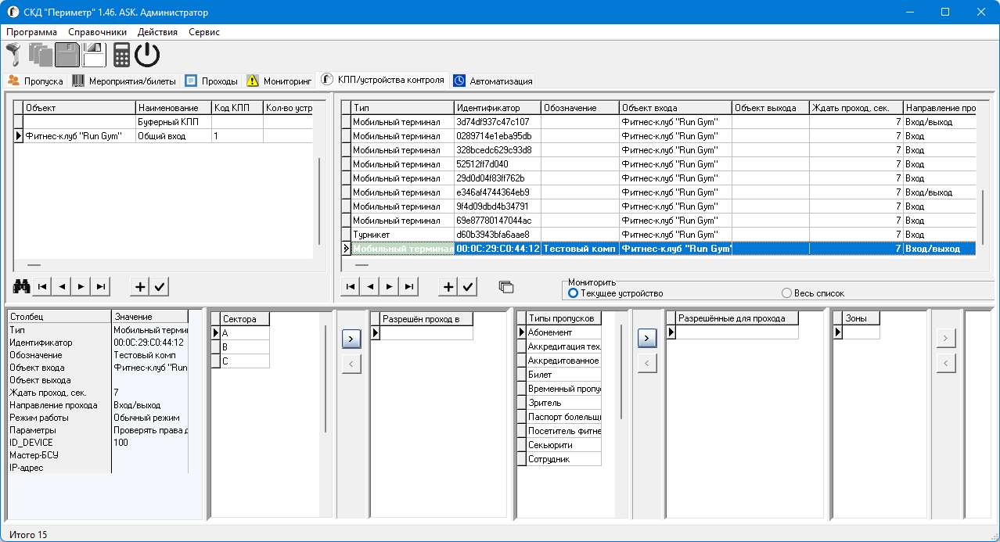 СКД "Периметр" 1.46. ASK. Администратор
Программа Справочники Действия Сервис
Пропуска Мероприятия/билеты Проходы Мониторинг КПП/устройства контроля Автоматизация
Объект Наименование Код КПП Кол-во устр
Буферный КПП
Фитнес-клуб "Run Gym" Общий вход 1
Тип Идентификатор Обозначение Объект входа Объект выхода Ждать проход, сек. Направление про
Мобильный терминал 3d74df937c47c107 Фитнес-клуб "Run Gym" 7 Вход/выход
Мобильный терминал 0289714e1eba95db Фитнес-клуб "Run Gym" 7 Вход
Мобильный терминал 328bcedc629c93d8 Фитнес-клуб "Run Gym" 7 Вход
Мобильный терминал 52512ff7d040 Фитнес-клуб "Run Gym" 7 Вход
Мобильный терминал 29d0d04f83ff762b Фитнес-клуб "Run Gym" 7 Вход
Мобильный терминал e346af4744364eb9 Фитнес-клуб "Run Gym" 7 Вход/выход
Мобильный терминал 9f4d09dbd4b34791 Фитнес-клуб "Run Gym" 7 Вход
Мобильный терминал 69e87780147044ac Фитнес-клуб "Run Gym" 7 Вход
Турникет d60b3943bfa6aae8 Фитнес-клуб "Run Gym" 7 Вход
Мобильный терминал 00:0C:29:C0:44:12 Тестовый комп Фитнес-клуб "Run Gym" 7 Вход/выход
Мониторить
Текущее устройство Весь список
Столбец Значение
Тип Мобильный терми
Идентификатор 00:0C:29:C0:44:12
Обозначение Тестовый комп
Объект входа Фитнес-клуб "Run
Объект выхода
Ждать проход, сек. 7
Направление прохода Вход/выход
Режим работы Обычный режим
Параметры Проверять права д
ID_DEVICE 100
Мастер-БСУ
IP-адрес
Сектора
A
B
C
Разрешён проход в
Типы пропусков
Абонемент
Аккредитация тех.
Аккредитованное
Билет
Временный пропу
Зритель
Паспорт болельщ
Посетитель фитне
Секьюрити
Сотрудник
Разрешённые для прохода
Зоны
Итого 15